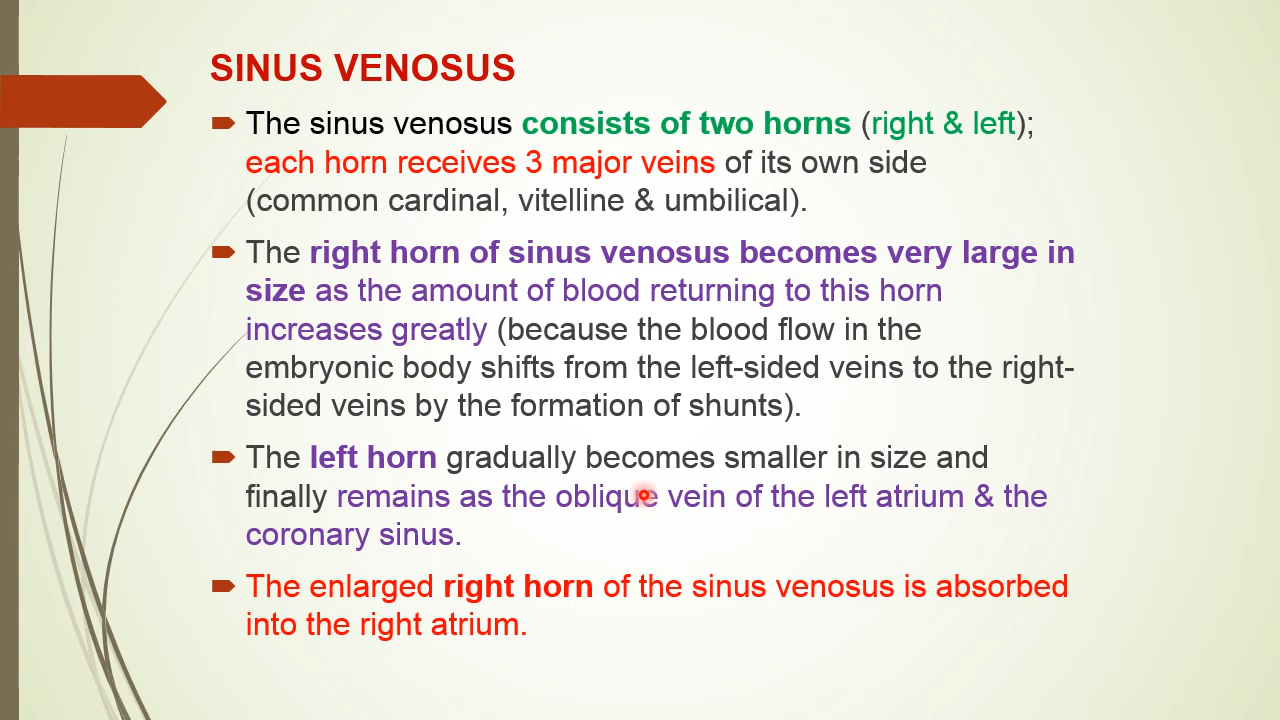 SINUS VENOSUS
The sinus venosus consists of two horns (right & left);
each horn receives 3 major veins of its own side
(common cardinal, vitelline & umbilical).
The right horn of sinus venosus becomes very large in
size as the amount of blood returning to this horn
increases greatly (because the blood flow in the
embryonic body shifts from the left-sided veins to the right-
sided veins by the formation of shunts).
The left horn gradually becomes smaller in size and
finally remains as the oblique vein of the left atrium & the
coronary sinus.
The enlarged right horn of the sinus venosus is absorbed
into the right atrium.